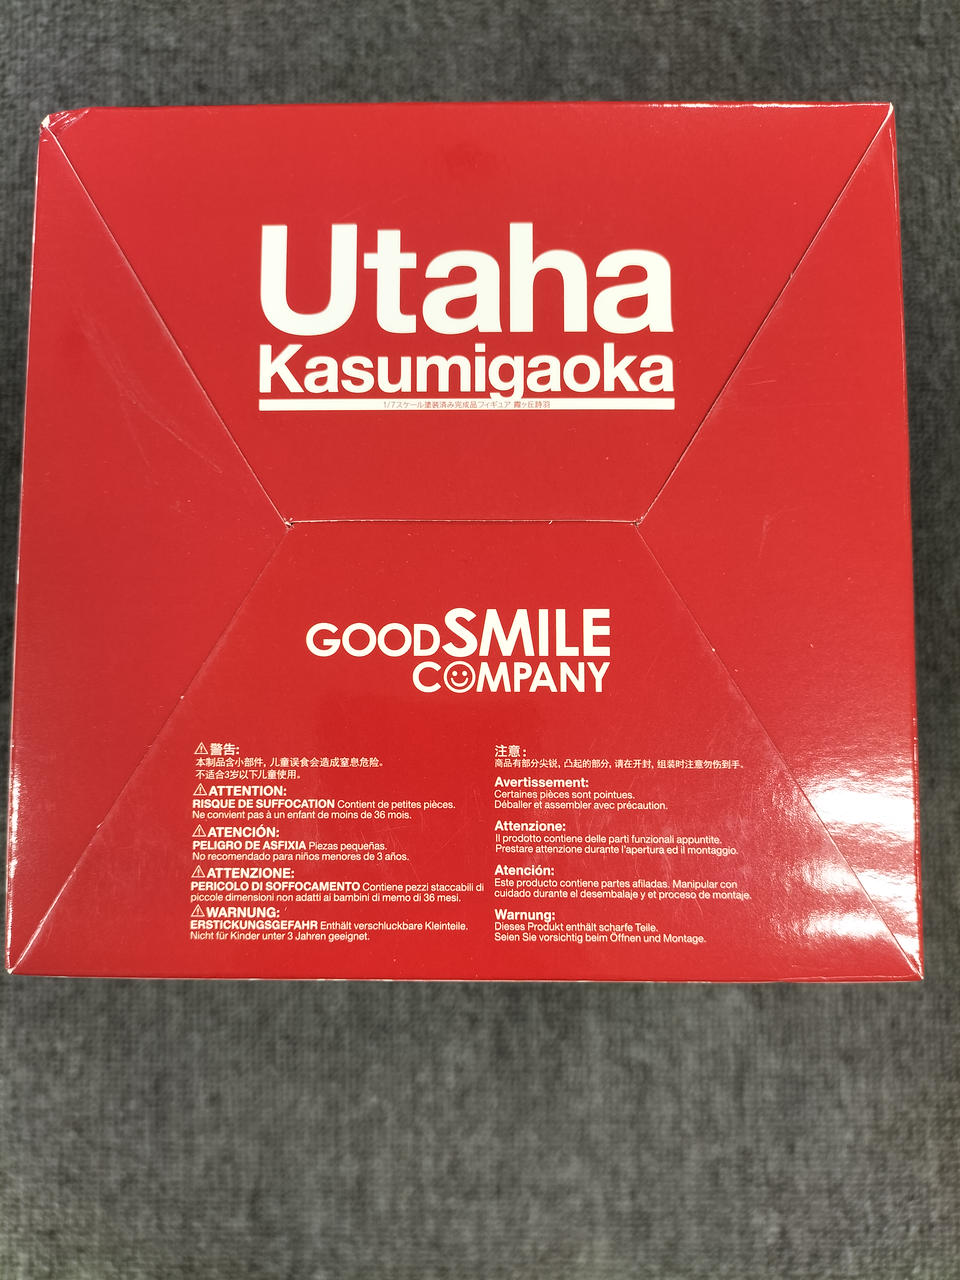 Utaha
Kasumigaoka
1/7スケール塗装済み完成品フィギュア 霞ヶ丘詩羽
GOODSMILE
COMPANY
⚠警告:
本制品含小部件, 儿童误食会造成窒息危险。
不适合3岁以下儿童使用。
⚠ATTENTION:
RISQUE DE SUFFOCATION Contient de petites pièces.
Ne convient pas à un enfant de moins de 36 mois.
⚠ATENCIÓN:
PELIGRO DE ASFIXIA Piezas pequeñas.
No recomendado para niños menores de 3 años.
⚠ATTENZIONE:
PERICOLO DI SOFFOCAMENTO Contiene pezzi staccabili di
piccole dimensioni non adatti ai bambini di memo di 36 mesi.
⚠WARNUNG:
ERSTICKUNGSGEFAHR Enthält verschluckbare Kleinteile.
Nicht für Kinder unter 3 Jahren geeignet.
注意:
商品有部分尖锐, 凸起的部分, 请在开封, 组装时注意勿伤到手。
Avertissement:
Certaines pièces sont pointues.
Déballer et assembler avec précaution.
Attenzione:
Il prodotto contiene delle parti funzionali appuntite.
Prestare attenzione durante l'apertura ed il montaggio.
Atención:
Este producto contiene partes afiladas. Manipular con
cuidado durante el desembalaje y et proceso de montaje.
Warnung:
Dieses Produkt enthält scharfe Teile.
Seien Sie vorsichtig beim Öffnen und Montage.